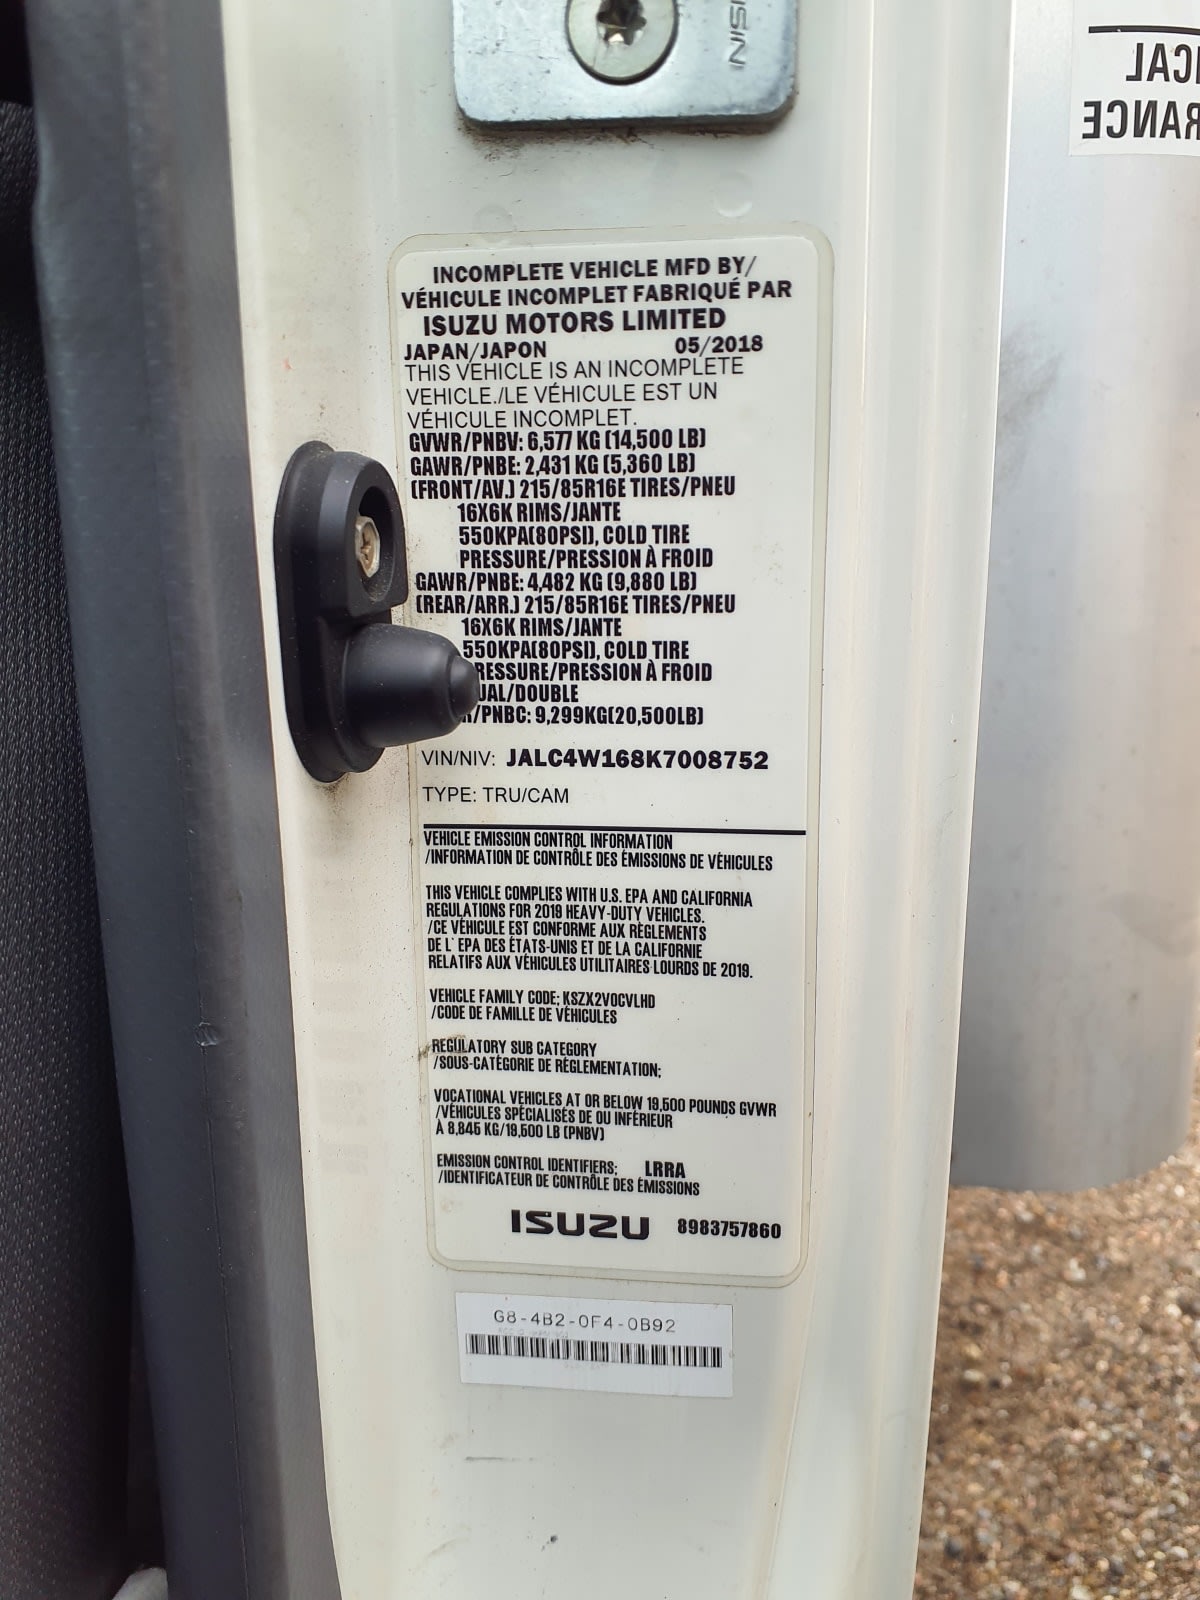 NISIN
ICAL
RANCE
INCOMPLETE VEHICLE MFD BY/
VÉHICULE INCOMPLET FABRIQUÉ PAR
ISUZU MOTORS LIMITED
JAPAN/JAPON 05/2018
THIS VEHICLE IS AN INCOMPLETE
VEHICLE./LE VÉHICULE EST UN
VÉHICULE INCOMPLET.
GVWR/PNBV: 6,577 KG (14,500 LB)
GAWR/PNBE: 2,431 KG (5,360 LB)
(FRONT/AV.) 215/85R16E TIRES/PNEU
16X6K RIMS/JANTE
550KPA(80PSI), COLD TIRE
PRESSURE/PRESSION À FROID
GAWR/PNBE: 4,482 KG (9,880 LB)
(REAR/ARR.) 215/85R16E TIRES/PNEU
16X6K RIMS/JANTE
550KPA(80PSI), COLD TIRE
RESSURE/PRESSION À FROID
UAL/DOUBLE
R/PNBC: 9,299KG(20,500LB)
VIN/NIV: JALC4W168K7008752
TYPE: TRU/CAM
VEHICLE EMISSION CONTROL INFORMATION
/INFORMATION DE CONTRÔLE DES ÉMISSIONS DE VÉHICULES
THIS VEHICLE COMPLIES WITH U.S. EPA AND CALIFORNIA
REGULATIONS FOR 2019 HEAVY-DUTY VEHICLES.
/CE VÉHICULE EST CONFORME AUX RÈGLEMENTS
DE L' EPA DES ÉTATS-UNIS ET DE LA CALIFORNIE
RELATIFS AUX VÉHICULES UTILITAIRES LOURDS DE 2019.
VEHICLE FAMILY CODE: KSZX2VOCVLHD
/CODE DE FAMILLE DE VÉHICULES
REGULATORY SUB CATEGORY
/SOUS-CATÉGORIE DE RÉGLEMENTATION:
VOCATIONAL VEHICLES AT OR BELOW 19,500 POUNDS GVWR
/VÉHICULES SPÉCIALISÉS DE OU INFÉRIEUR
À 8,845 KG/19,500 LB (PNBV)
EMISSION CONTROL IDENTIFIERS: LRRA
/IDENTIFICATEUR DE CONTRÔLE DES ÉMISSIONS
ISUZU 8983757860
G8-4B2-0F4-0B92